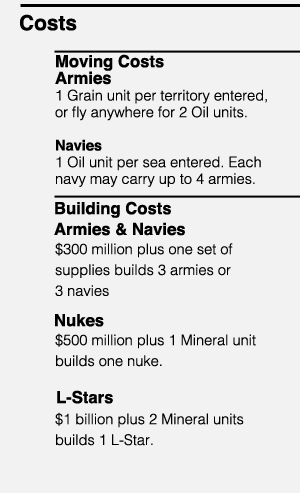 Costs
Moving Costs
Armies
1 Grain unit per territory entered,
or fly anywhere for 2 Oil units.
Navies
1 Oil unit per sea entered. Each
navy may carry up to 4 armies.
Building Costs
Armies & Navies
$300 million plus one set of
supplies builds 3 armies or
3 navies
Nukes
$500 million plus 1 Mineral unit
builds one nuke.
L-Stars
$1 billion plus 2 Mineral units
builds 1 L-Star.